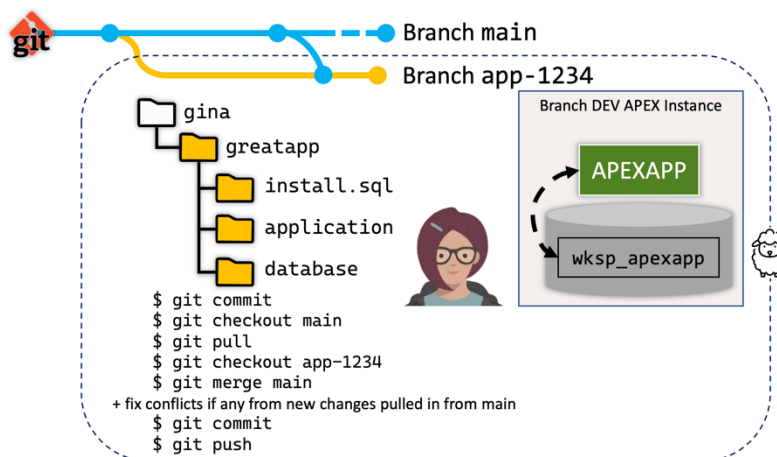 git
Branch main
Branch app-1234
gina
greatapp
install.sql
application
database
Branch DEV APEX Instance
APEXAPP
wksp_apexapp
$ git commit
$ git checkout main
$ git pull
$ git checkout app-1234
$ git merge main
+ fix conflicts if any from new changes pulled in from main
$ git commit
$ git push